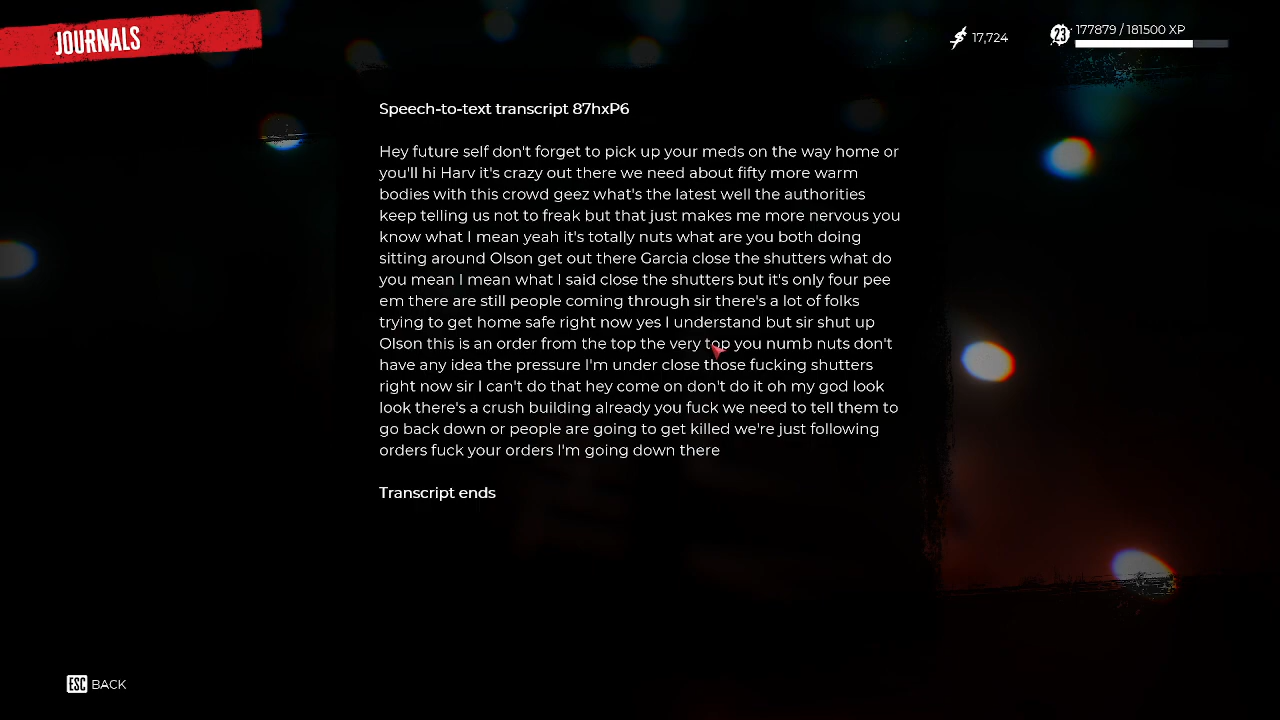 JOURNALS
17,724
23
177879 / 181500 XP
Speech-to-text transcript 87hxP6
Hey future self don't forget to pick up your meds on the way home or
you'll hi Harv it's crazy out there we need about fifty more warm
bodies with this crowd geez what's the latest well the authorities
keep telling us not to freak but that just makes me more nervous you
know what I mean yeah it's totally nuts what are you both doing
sitting around Olson get out there Garcia close the shutters what do
you mean I mean what I said close the shutters but it's only four pee
em there are still people coming through sir there's a lot of folks
trying to get home safe right now yes I understand but sir shut up
Olson this is an order from the top the very top you numb nuts don't
have any idea the pressure I'm under close those fucking shutters
right now sir I can't do that hey come on don't do it oh my god look
look there's a crush building already you fuck we need to tell them to
go back down or people are going to get killed we're just following
orders fuck your orders I'm going down there
Transcript ends
ESC BACK